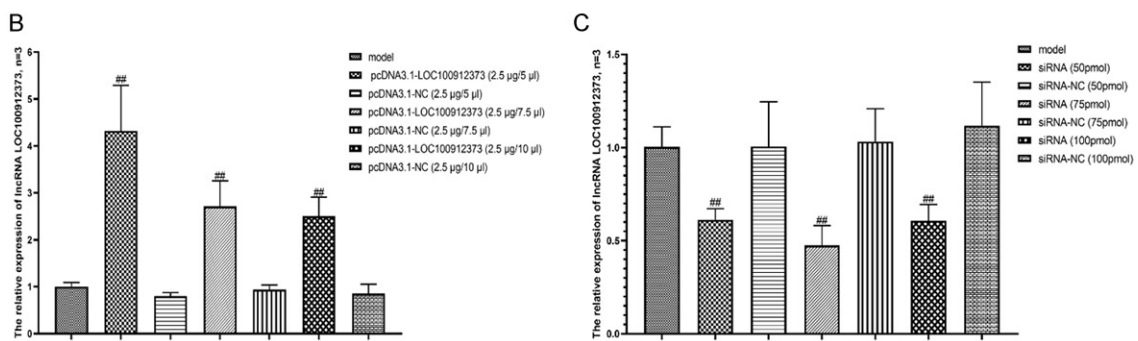 B
The relative expression of lncRNA LOC100912373, n=3
6
5
4
3
2
1
0
##
##
##
model
pcDNA3.1-LOC100912373 (2.5 µg/5 µl)
pcDNA3.1-NC (2.5 µg/5 µl)
pcDNA3.1-LOC100912373 (2.5 µg/7.5 µl)
pcDNA3.1-NC (2.5 µg/7.5 µl)
pcDNA3.1-LOC100912373 (2.5 µg/10 µl)
pcDNA3.1-NC (2.5 µg/10 µl)
C
The relative expression of lncRNA LOC100912373, n=3
1.5
1.0
0.5
0.0
##
##
##
model
siRNA (50pmol)
siRNA-NC (50pmol)
siRNA (75pmol)
siRNA-NC (75pmol)
siRNA (100pmol)
siRNA-NC (100pmol)